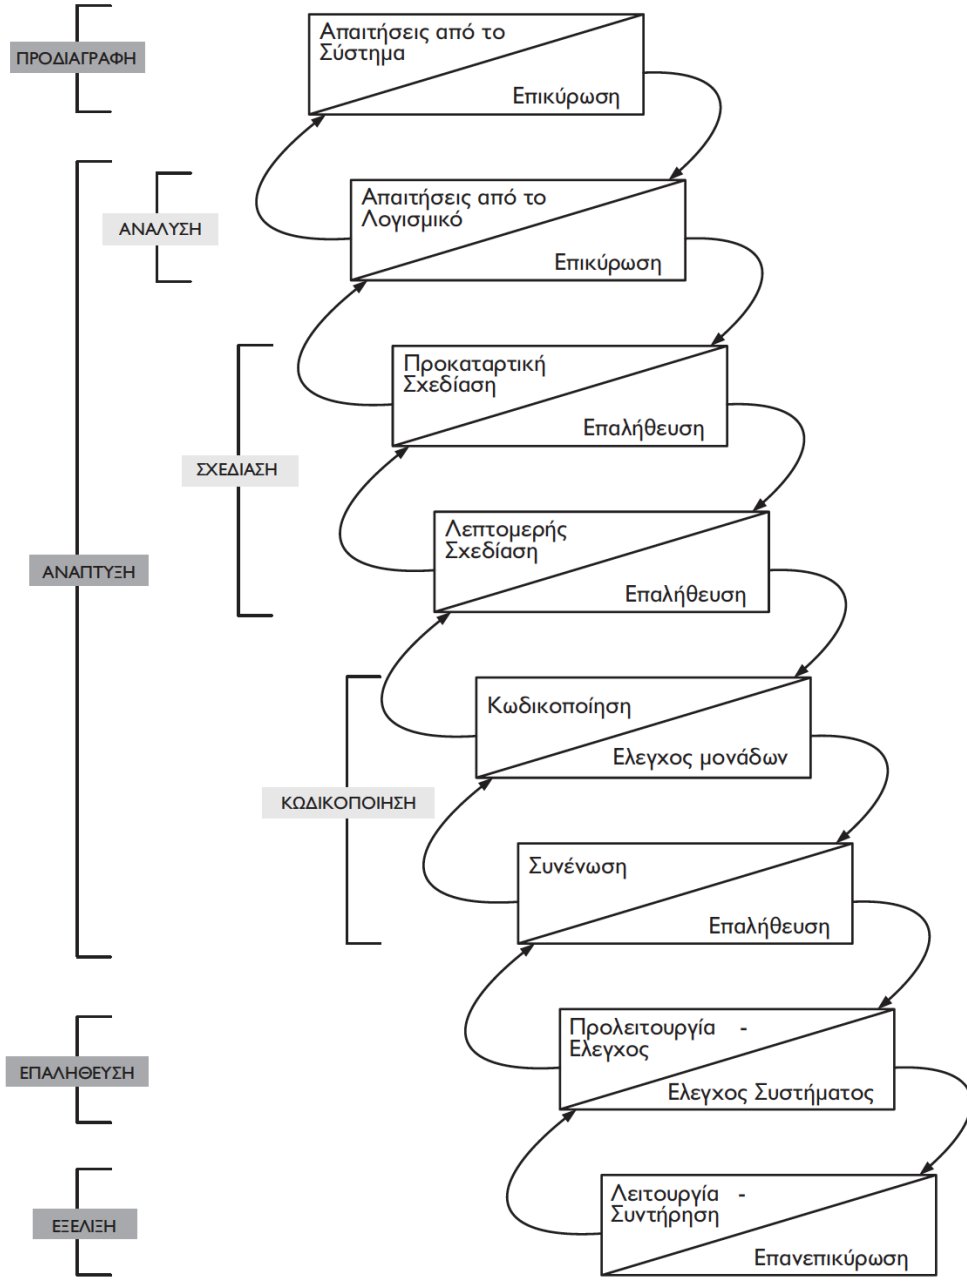 ΠΡΟΔΙΑΓΡΑΦΗ
Απαιτήσεις από το
Σύστημα
Επικύρωση
ΑΝΑΛΥΣΗ
Απαιτήσεις από το
Λογισμικό
Επικύρωση
ΣΧΕΔΙΑΣΗ
Προκαταρτική
Σχεδίαση
Επαλήθευση
ΑΝΑΠΤΥΞΗ
Λεπτομερής
Σχεδίαση
Επαλήθευση
ΚΩΔΙΚΟΠΟΙΗΣΗ
Κωδικοποίηση
Ελεγχος μονάδων
Συνένωση
Επαλήθευση
ΕΠΑΛΗΘΕΥΣΗ
Προλειτουργία -
Ελεγχος
Ελεγχος Συστήματος
ΕΞΕΛΙΞΗ
Λειτουργία -
Συντήρηση
Επανεπικύρωση